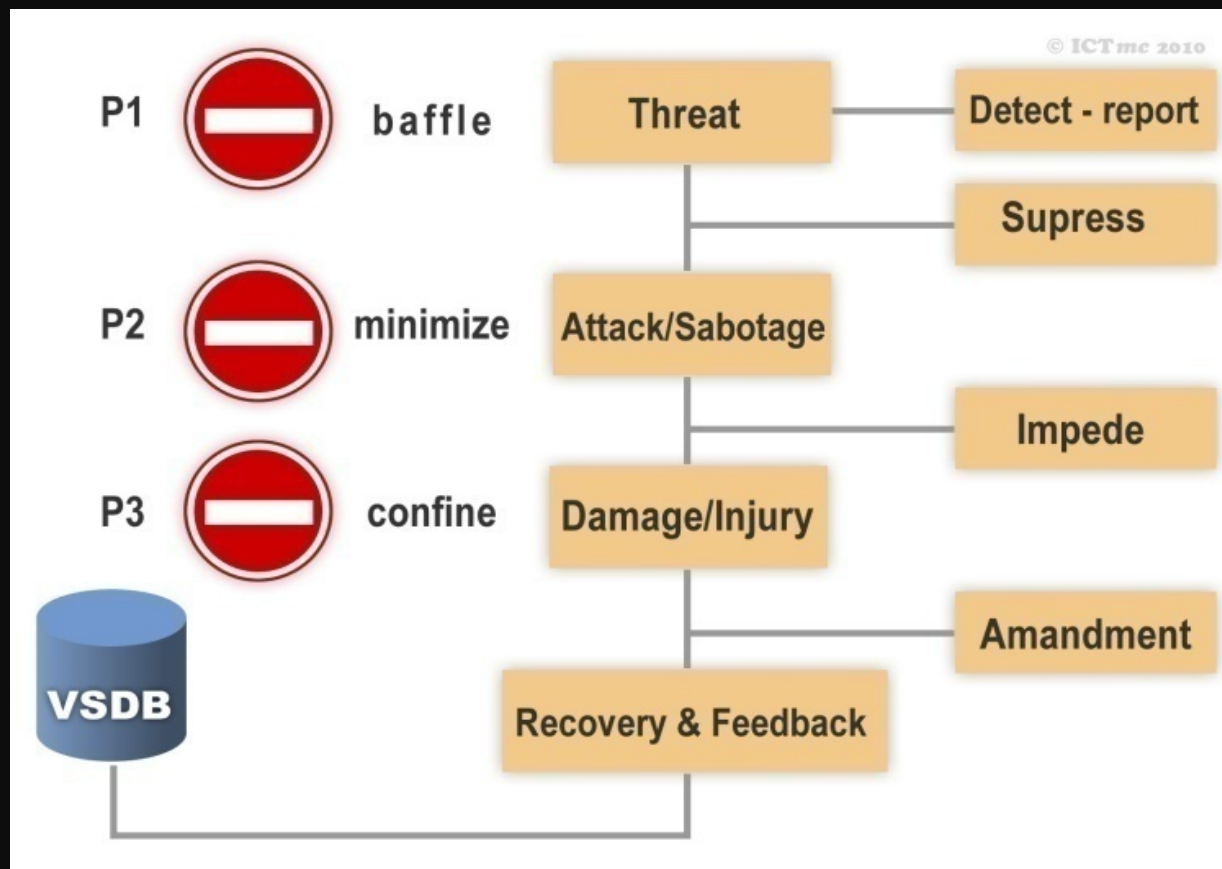 © ICTmc 2010
P1 baffle Threat Detect - report
Supress
P2 minimize Attack/Sabotage
Impede
P3 confine Damage/Injury
Amandment
VSDB
Recovery & Feedback